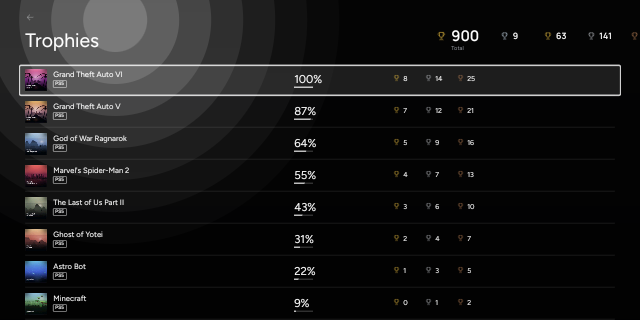 ←
Trophies
900 9 63 141
Total
Grand Theft Auto VI 100% 8 14 25
PS5
Grand Theft Auto V 87% 7 12 21
PS5
God of War Ragnarok 64% 5 9 16
PS5
Marvel's Spider-Man 2 55% 4 7 13
PS5
The Last of Us Part II 43% 3 6 10
PS5
Ghost of Yotei 31% 2 4 7
PS5
Astro Bot 22% 1 3 5
PS5
Minecraft 9% 0 1 2
PS5